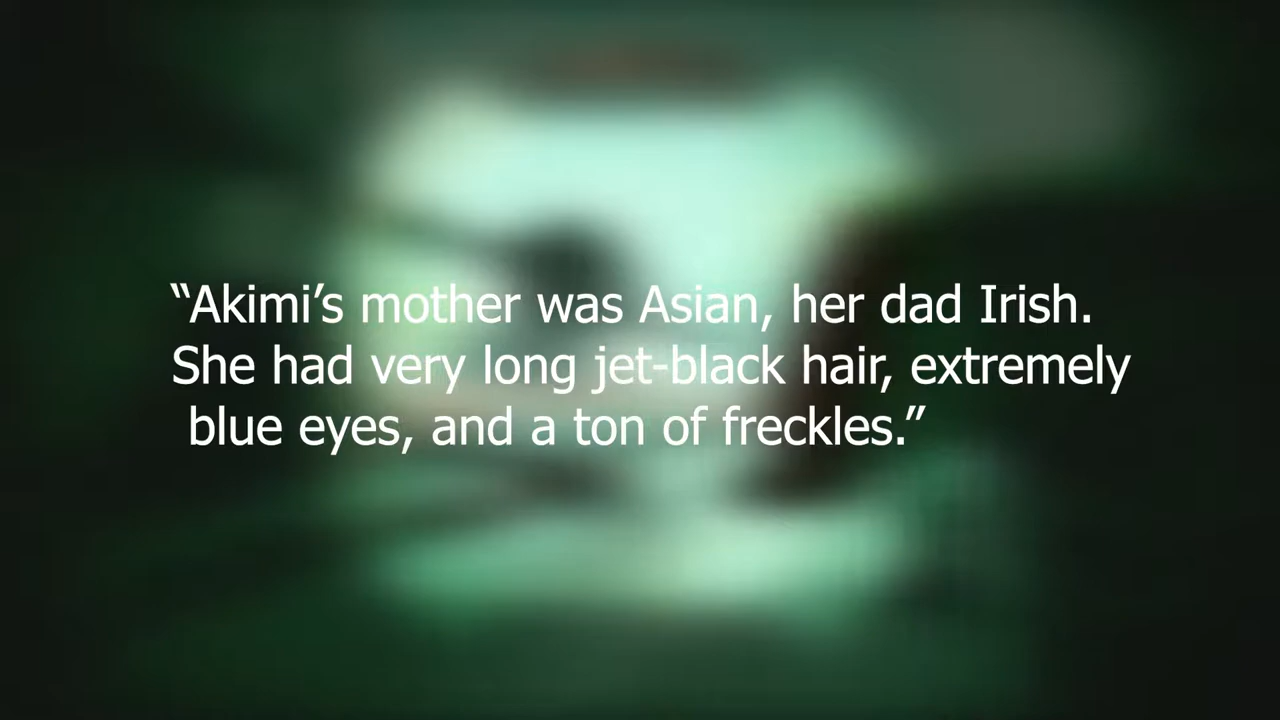 “Akimi’s mother was Asian, her dad Irish.
She had very long jet-black hair, extremely
blue eyes, and a ton of freckles.”